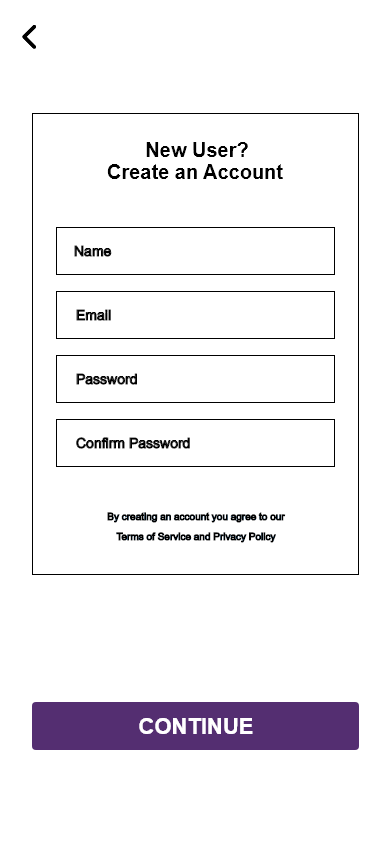 New User?
Create an Account
Name
Email
Password
Confirm Password
By creating an account you agree to our
Terms of Service and Privacy Policy
CONTINUE